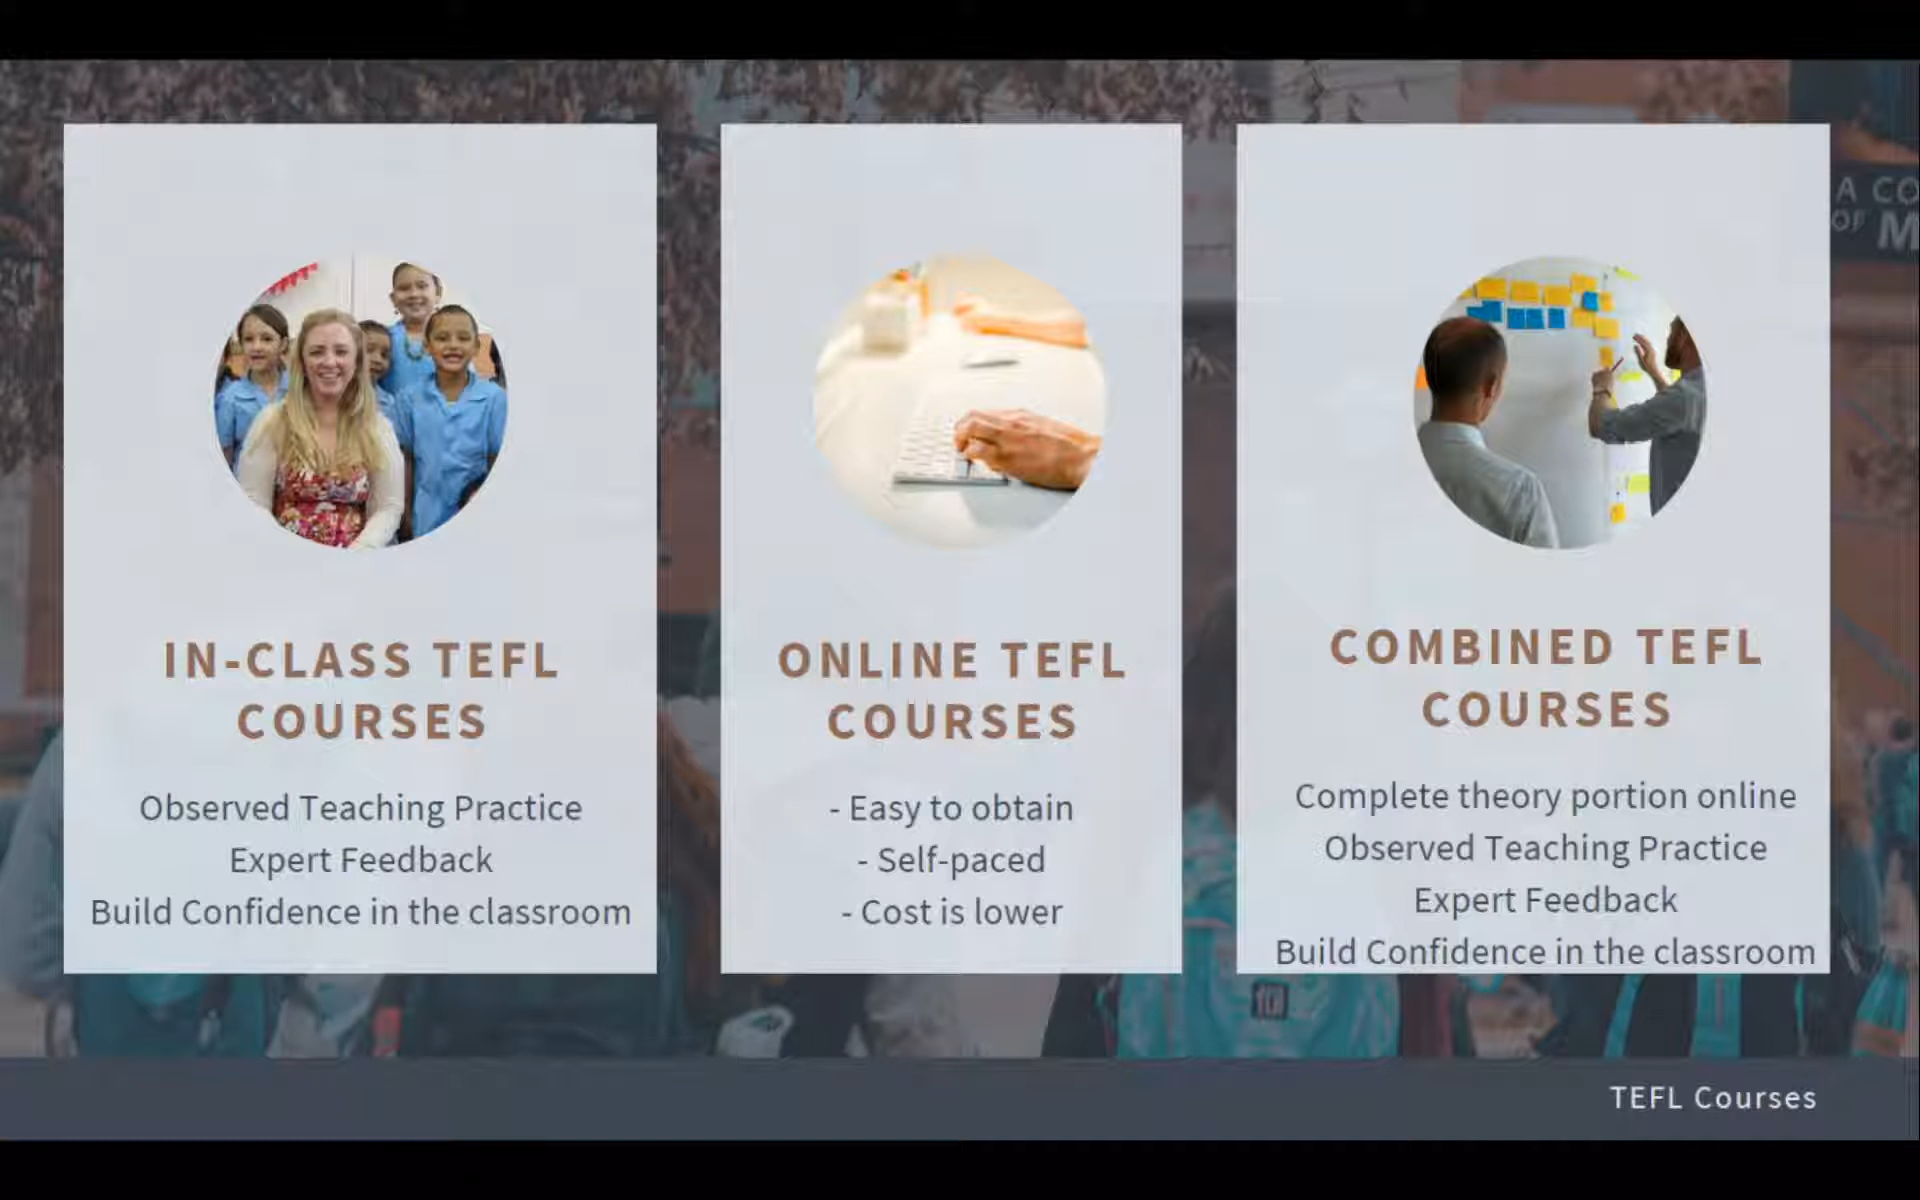 A CO
OF M
IN-CLASS TEFL
COURSES
Observed Teaching Practice
Expert Feedback
Build Confidence in the classroom
ONLINE TEFL
COURSES
- Easy to obtain
- Self-paced
- Cost is lower
COMBINED TEFL
COURSES
Complete theory portion online
Observed Teaching Practice
Expert Feedback
Build Confidence in the classroom
TEFL Courses